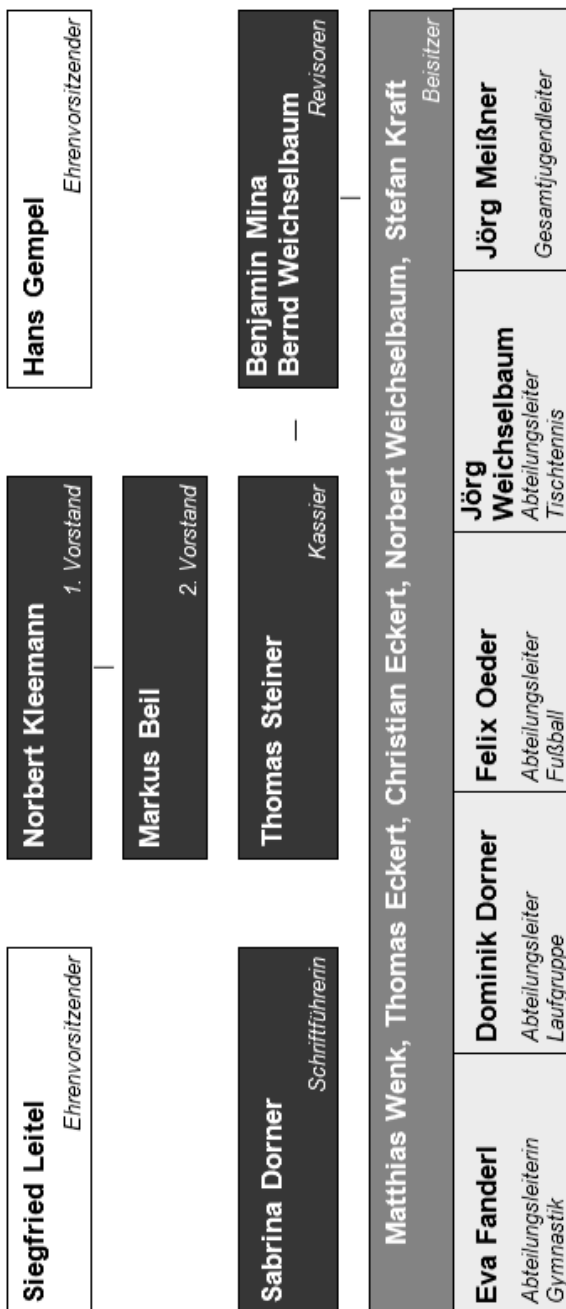 Siegfried Leitel
Ehrenvorsitzender
Norbert Kleemann
1. Vorstand
Hans Gempel
Ehrenvorsitzender
Markus Beil
2. Vorstand
Sabrina Dorner
Schriftführerin
Thomas Steiner
Kassier
Benjamin Mina
Bernd Weichselbaum
Revisoren
Matthias Wenk, Thomas Eckert, Christian Eckert, Norbert Weichselbaum, Stefan Kraft
Beisitzer
Eva Fanderl
Abteilungsleiterin
Gymnastik
Dominik Dorner
Abteilungsleiter
Laufgruppe
Felix Oeder
Abteilungsleiter
Fußball
Jörg
Weichselbaum
Abteilungsleiter
Tischtennis
Jörg Meißner
Gesamtjugendleiter